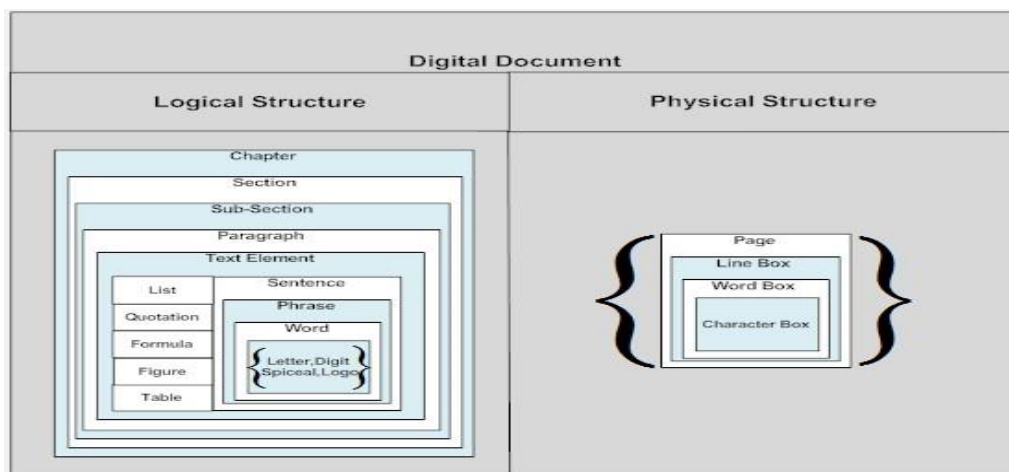 Digital Document
Logical Structure
Physical Structure
Chapter
Section
Sub-Section
Paragraph
Text Element
List
Quotation
Formula
Figure
Table
Sentence
Phrase
Word
Letter,Digit
Spiceal,Logo
Page
Line Box
Word Box
Character Box